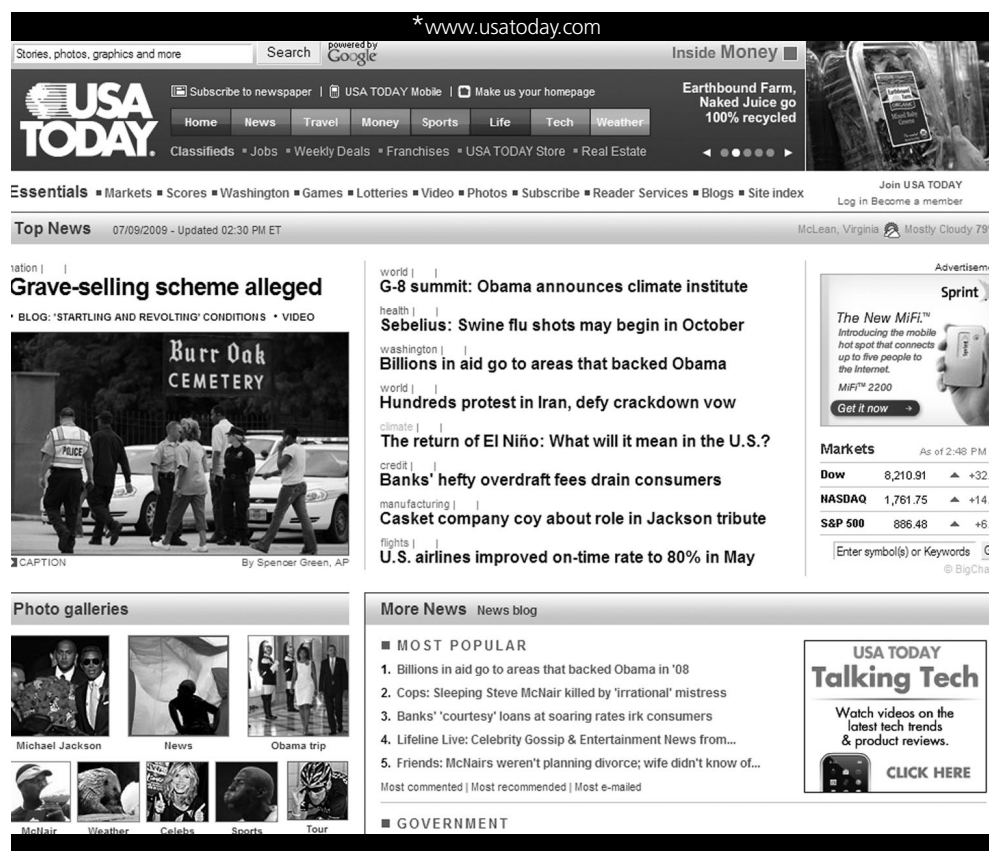 *www.usatoday.com
Stories, photos, graphics and more
Search
powered by
Google
Inside Money
USA
TODAY.
Subscribe to newspaper | USA TODAY Mobile | Make us your homepage
Home News Travel Money Sports Life Tech Weather
Classifieds ▪ Jobs ▪ Weekly Deals ▪ Franchises ▪ USA TODAY Store ▪ Real Estate
Earthbound Farm,
Naked Juice go
100% recycled
Earthbound
Farm
ORGANIC
Mixed Baby
Greens
Essentials ▪ Markets ▪ Scores ▪ Washington ▪ Games ▪ Lotteries ▪ Video ▪ Photos ▪ Subscribe ▪ Reader Services ▪ Blogs ▪ Site index
Join USA TODAY
Log in Become a member
Top News 07/09/2009 - Updated 02:30 PM ET
McLean, Virginia Mostly Cloudy 79
nation | |
Grave-selling scheme alleged
• BLOG: 'STARTLING AND REVOLTING' CONDITIONS • VIDEO
Burr Oak
CEMETERY
POLICE
CAPTION
By Spencer Green, AP
world | |
G-8 summit: Obama announces climate institute
health | |
Sebelius: Swine flu shots may begin in October
washington | |
Billions in aid go to areas that backed Obama
world | |
Hundreds protest in Iran, defy crackdown vow
climate | |
The return of El Niño: What will it mean in the U.S.?
credit | |
Banks' hefty overdraft fees drain consumers
manufacturing | |
Casket company coy about role in Jackson tribute
flights | |
U.S. airlines improved on-time rate to 80% in May
Advertisem
Sprint
The New MiFi.™
Introducing the mobile
hot spot that connects
up to five people to
the Internet.
MiFi™ 2200
Get it now →
Markets As of 2:48 PM
Dow 8,210.91 ▲ +32.
NASDAQ 1,761.75 ▲ +14.
S&P 500 886.48 ▲ +6.
Enter symbol(s) or Keywords G
© BigCha
Photo galleries
Michael Jackson
News
Obama trip
McNair
Weather
Celebs
Sports
Tour
More News News blog
■ MOST POPULAR
1. Billions in aid go to areas that backed Obama in '08
2. Cops: Sleeping Steve McNair killed by 'irrational' mistress
3. Banks' 'courtesy' loans at soaring rates irk consumers
4. Lifeline Live: Celebrity Gossip & Entertainment News from...
5. Friends: McNairs weren't planning divorce; wife didn't know of...
Most commented | Most recommended | Most e-mailed
■ GOVERNMENT
USA TODAY
Talking Tech
Watch videos on the
latest tech trends
& product reviews.
CLICK HERE